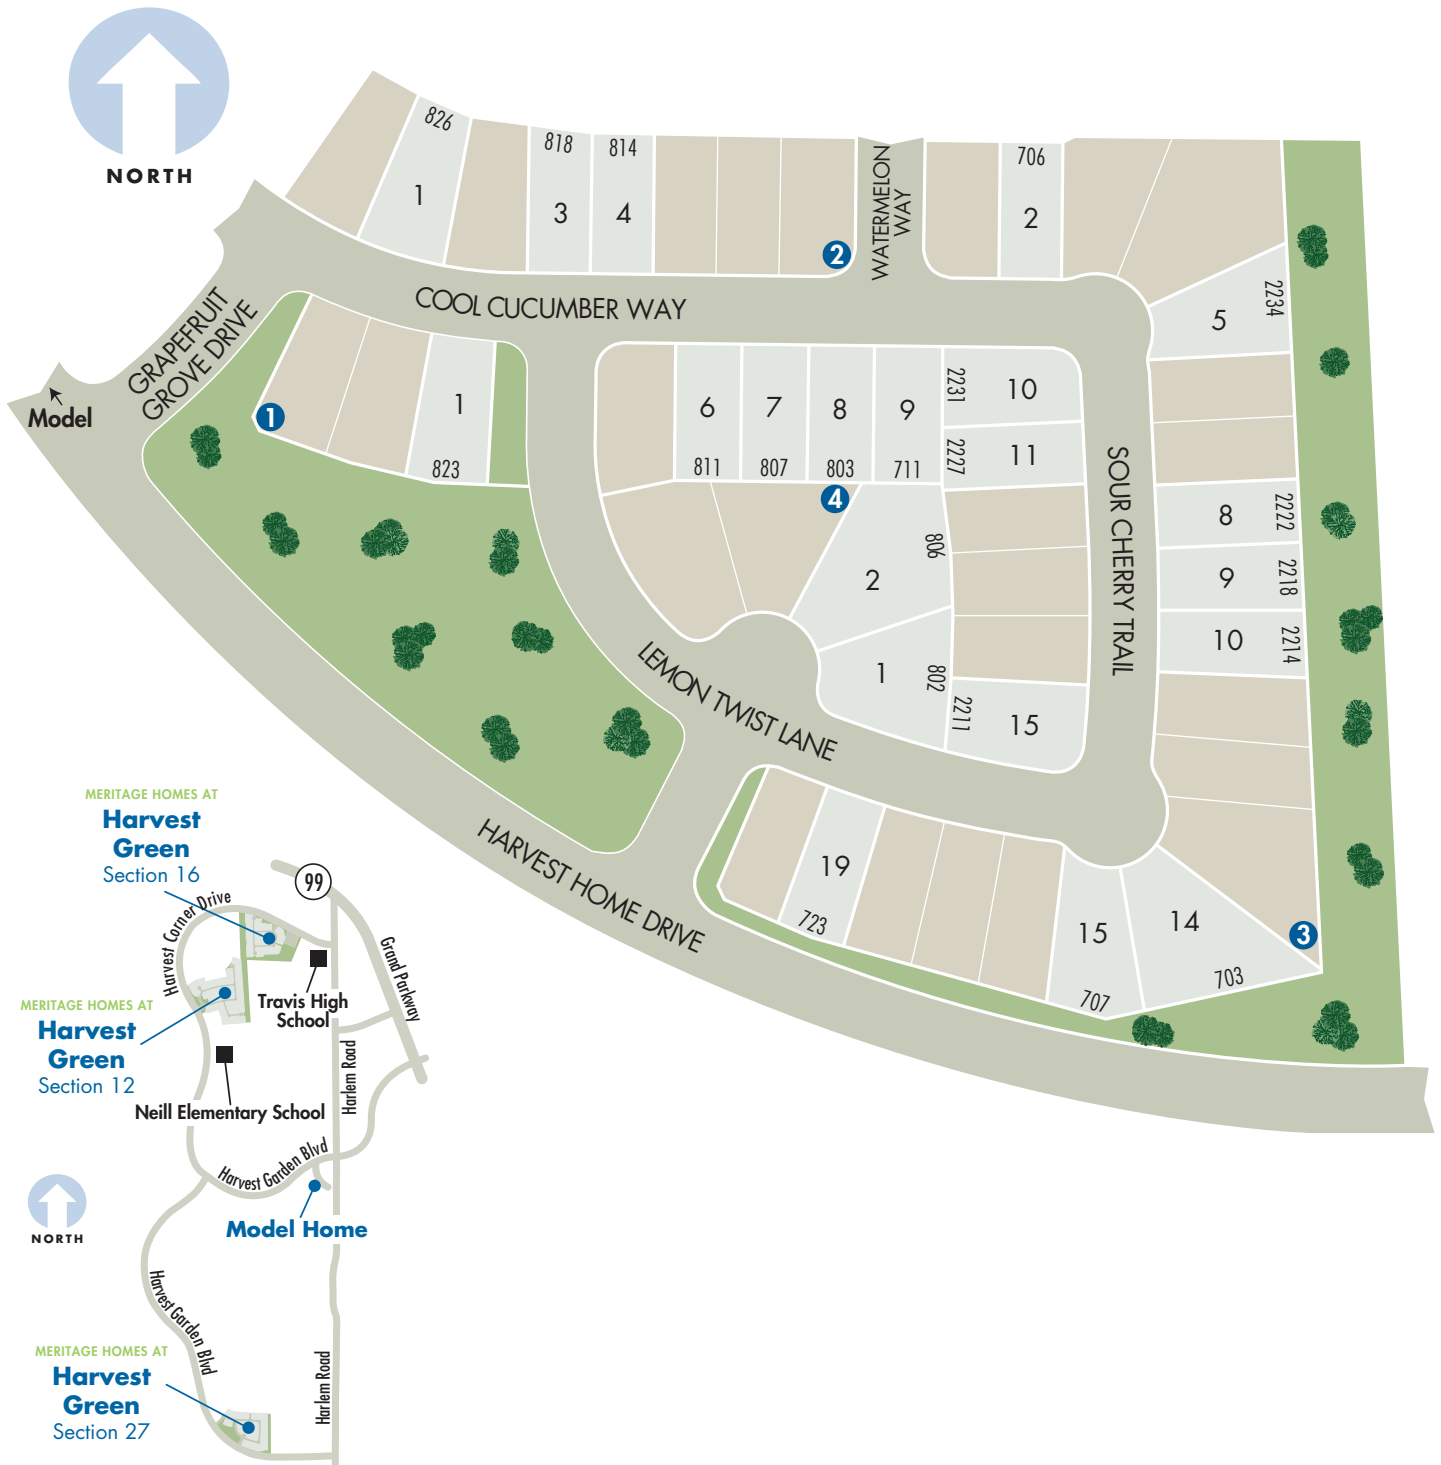 NORTH
826
1
818
3
814
4
2
WATERMELON
WAY
706
2
2234
5
COOL CUCUMBER WAY
GRAPEFRUIT
GROVE DRIVE
Model
1
1
823
6
811
7
807
8
803
9
711
2231
10
2227
11
4
SOUR CHERRY TRAIL
8
2222
9
2218
10
2214
806
2
1
802
2211
15
LEMON TWIST LANE
HARVEST HOME DRIVE
19
723
15
707
14
703
3
MERITAGE HOMES AT
Harvest
Green
Section 16
99
Harvest Corner Drive
Grand Parkway
Travis High
School
MERITAGE HOMES AT
Harvest
Green
Section 12
Harlem Road
Neill Elementary School
Harvest Garden Blvd
NORTH
Model Home
Harvest Garden Blvd
MERITAGE HOMES AT
Harvest
Green
Section 27
Harlem Road